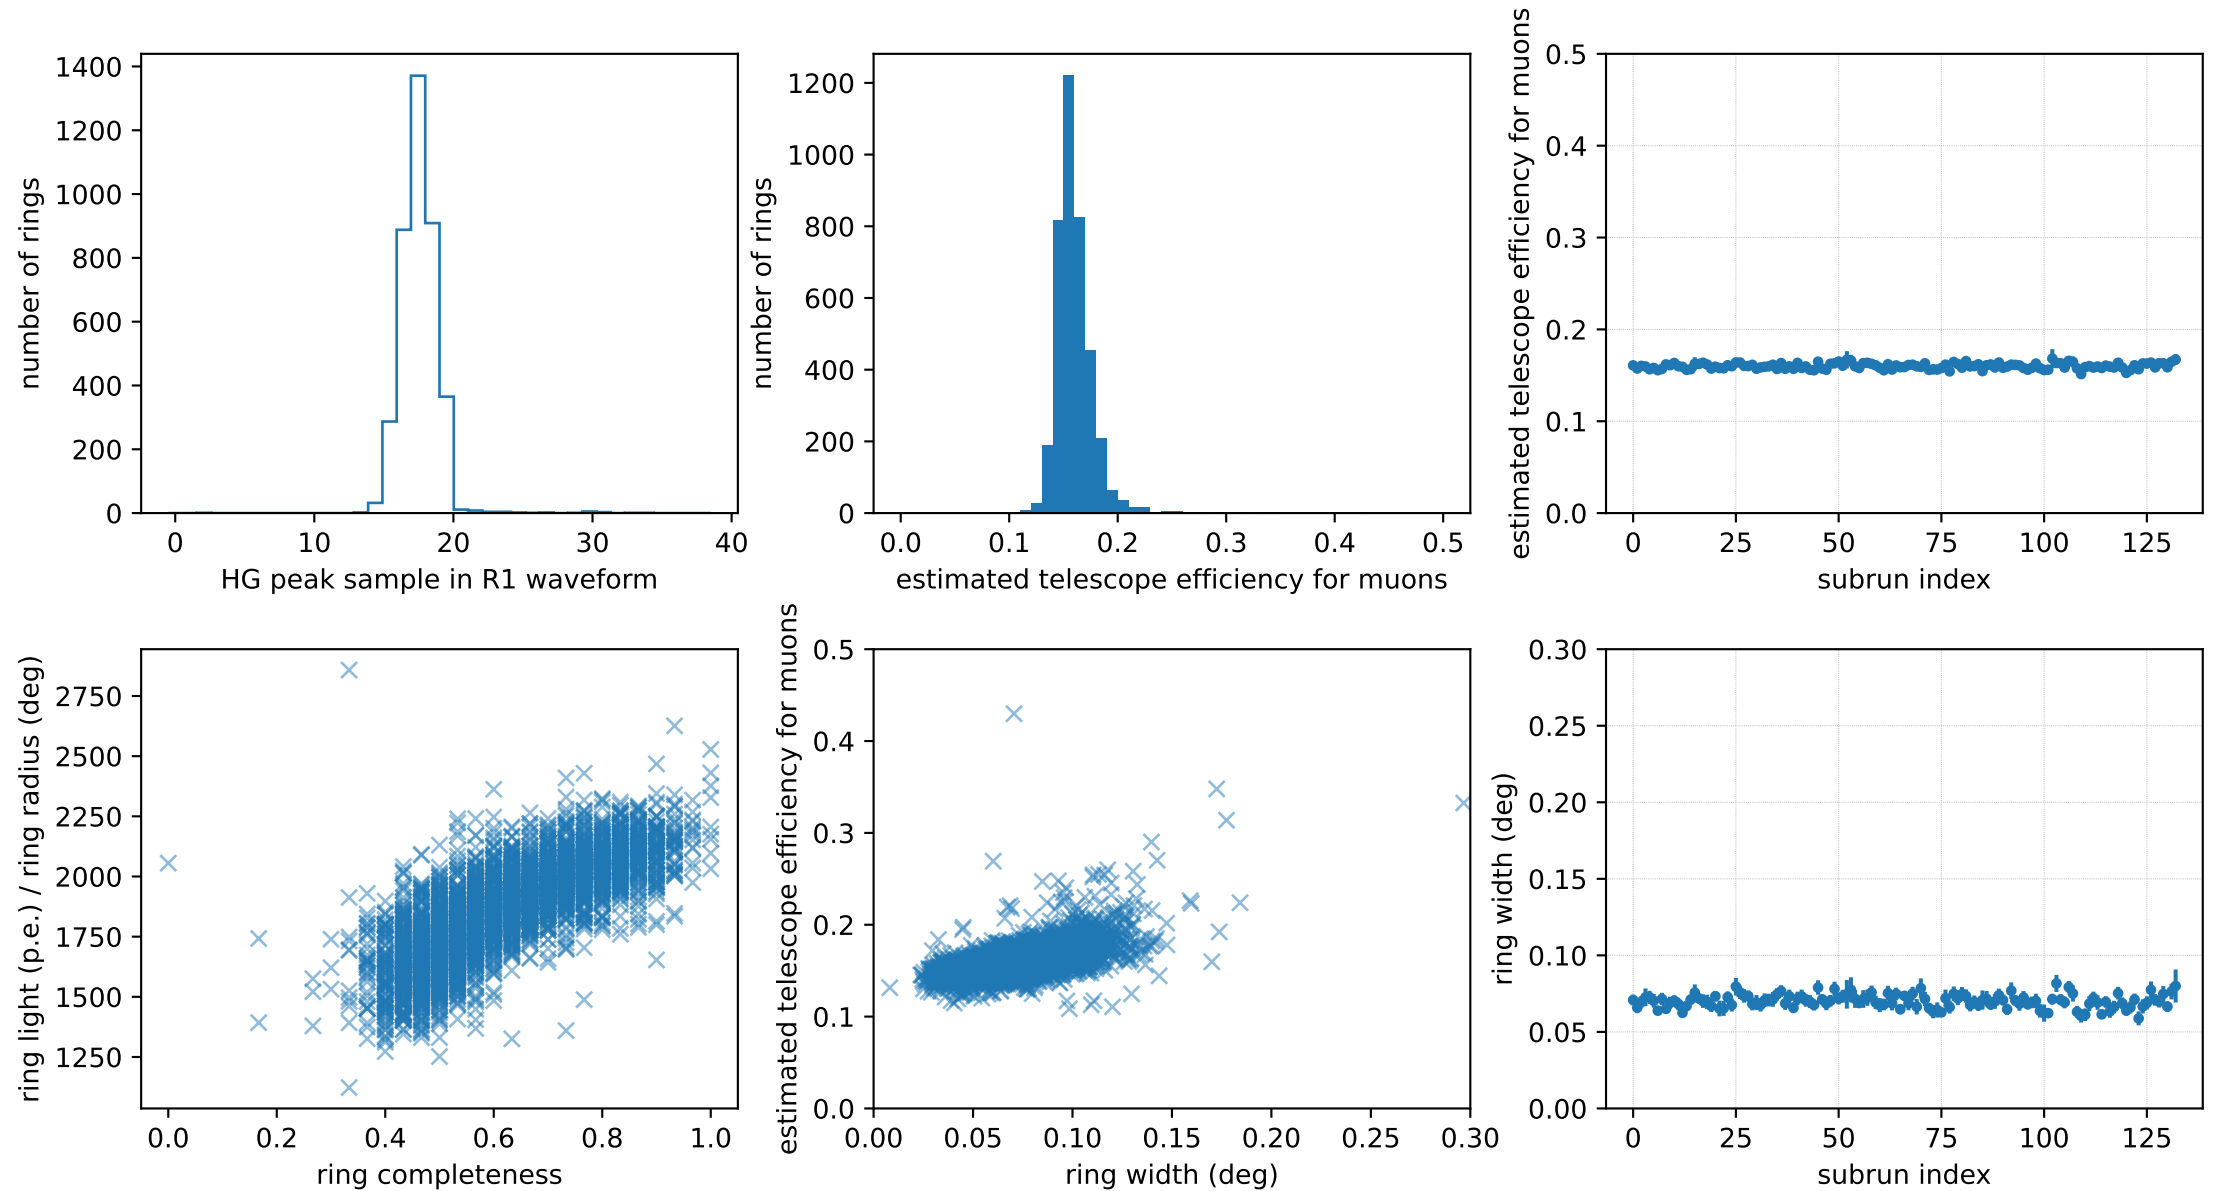 1400
1200
1000
800
600
400
200
0
number of rings
0 10 20 30 40
HG peak sample in R1 waveform
1200
1000
800
600
400
200
0
number of rings
0.0 0.1 0.2 0.3 0.4 0.5
estimated telescope efficiency for muons
0.5
0.4
0.3
0.2
0.1
0.0
estimated telescope efficiency for muons
0 25 50 75 100 125
subrun index
2750
2500
2250
2000
1750
1500
1250
ring light (p.e.) / ring radius (deg)
0.0 0.2 0.4 0.6 0.8 1.0
ring completeness
0.5
0.4
0.3
0.2
0.1
0.0
estimated telescope efficiency for muons
0.00 0.05 0.10 0.15 0.20 0.25 0.30
ring width (deg)
0.30
0.25
0.20
0.15
0.10
0.05
0.00
ring width (deg)
0 25 50 75 100 125
subrun index